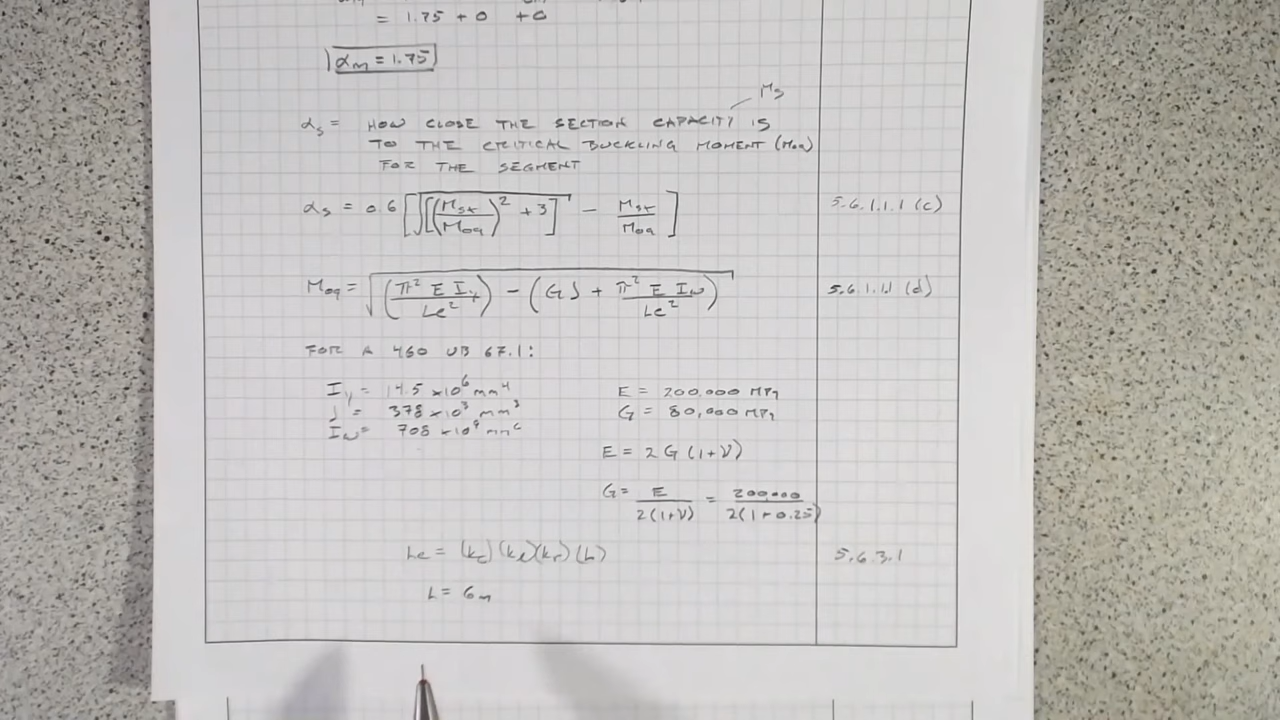 = 1.75 + 0 + 0
αm = 1.75
Ms
αs = HOW CLOSE THE SECTION CAPACITY IS
TO THE CRITICAL BUCKLING MOMENT (Moa)
FOR THE SEGMENT
αs = 0.6 [√[(Msx/Moa)² + 3] − Msx/Moa] 5.6.1.1.1 (c)
Moa = √(π² E Iy / Le²) − (GJ + π² E Iw / Le²) 5.6.1.1.1 (d)
FOR A 460 UB 67.1:
Iy = 14.5 × 10⁶ mm⁴ E = 200,000 MPa
J = 378 × 10³ mm³ G = 80,000 MPa
Iw = 708 × 10⁹ mm⁶
E = 2G (1+ν)
G = E / 2(1+ν) = 200,000 / 2(1+0.25)
Le = (kt)(kl)(kr)(L) 5.6.3.1
L = 6m